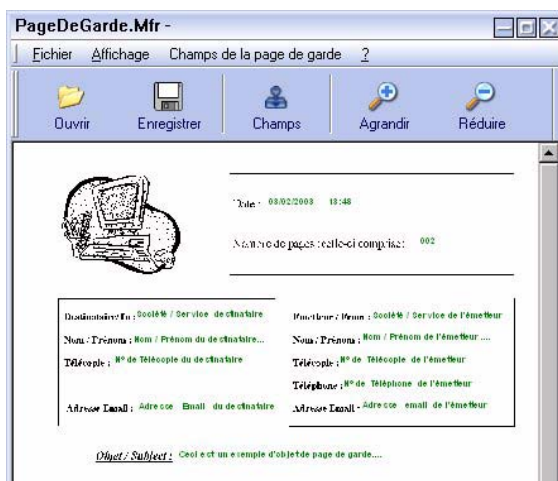 PageDeGarde.Mfr -
Fichier Affichage Champs de la page de garde ?
Ouvrir Enregistrer Champs Agrandir Réduire
Date : 03/02/2003 13:48
Nombre de pages (celle-ci comprise) : 002
Destinataire/To : Société / Service destinataire
Nom / Prénom : Nom / Prénom du destinataire...
Télécopie : N° de Télécopie du destinataire
Adresse Email : Adresse Email du destinataire
Emetteur / From : Société / Service de l'émetteur
Nom / Prénom : Nom / Prénom de l'émetteur ....
Télécopie : N° de Télécopie de l'émetteur
Téléphone : N° de Téléphone de l'émetteur
Adresse Email - Adresse email de l'émetteur
Objet / Subject : Ceci est un exemple d'objet de page de garde....